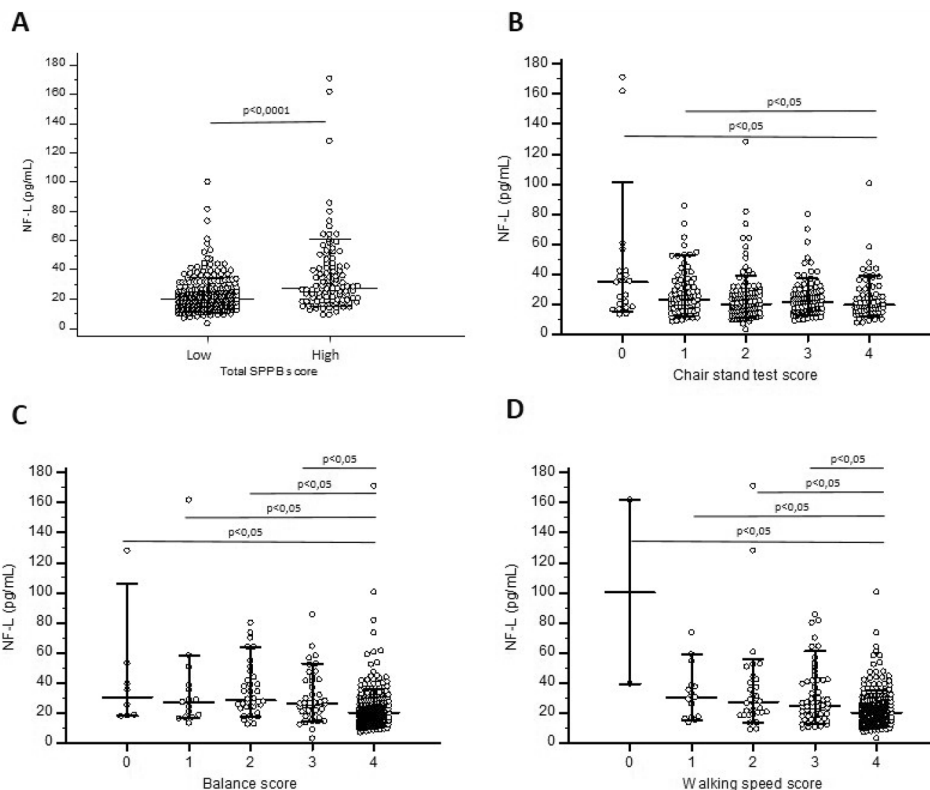 A
180
160
140
120
100
80
60
40
20
0
NF-L (pg/mL)
p<0,0001
Low High
Total SPPB score
B
180
160
140
120
100
80
60
40
20
0
NF-L (pg/mL)
p<0,05
p<0,05
0 1 2 3 4
Chair stand test score
C
180
160
140
120
100
80
60
40
20
0
NF-L (pg/mL)
p<0,05
p<0,05
p<0,05
p<0,05
0 1 2 3 4
Balance score
D
180
160
140
120
100
80
60
40
20
0
NF-L (pg/mL)
p<0,05
p<0,05
p<0,05
p<0,05
0 1 2 3 4
Walking speed score